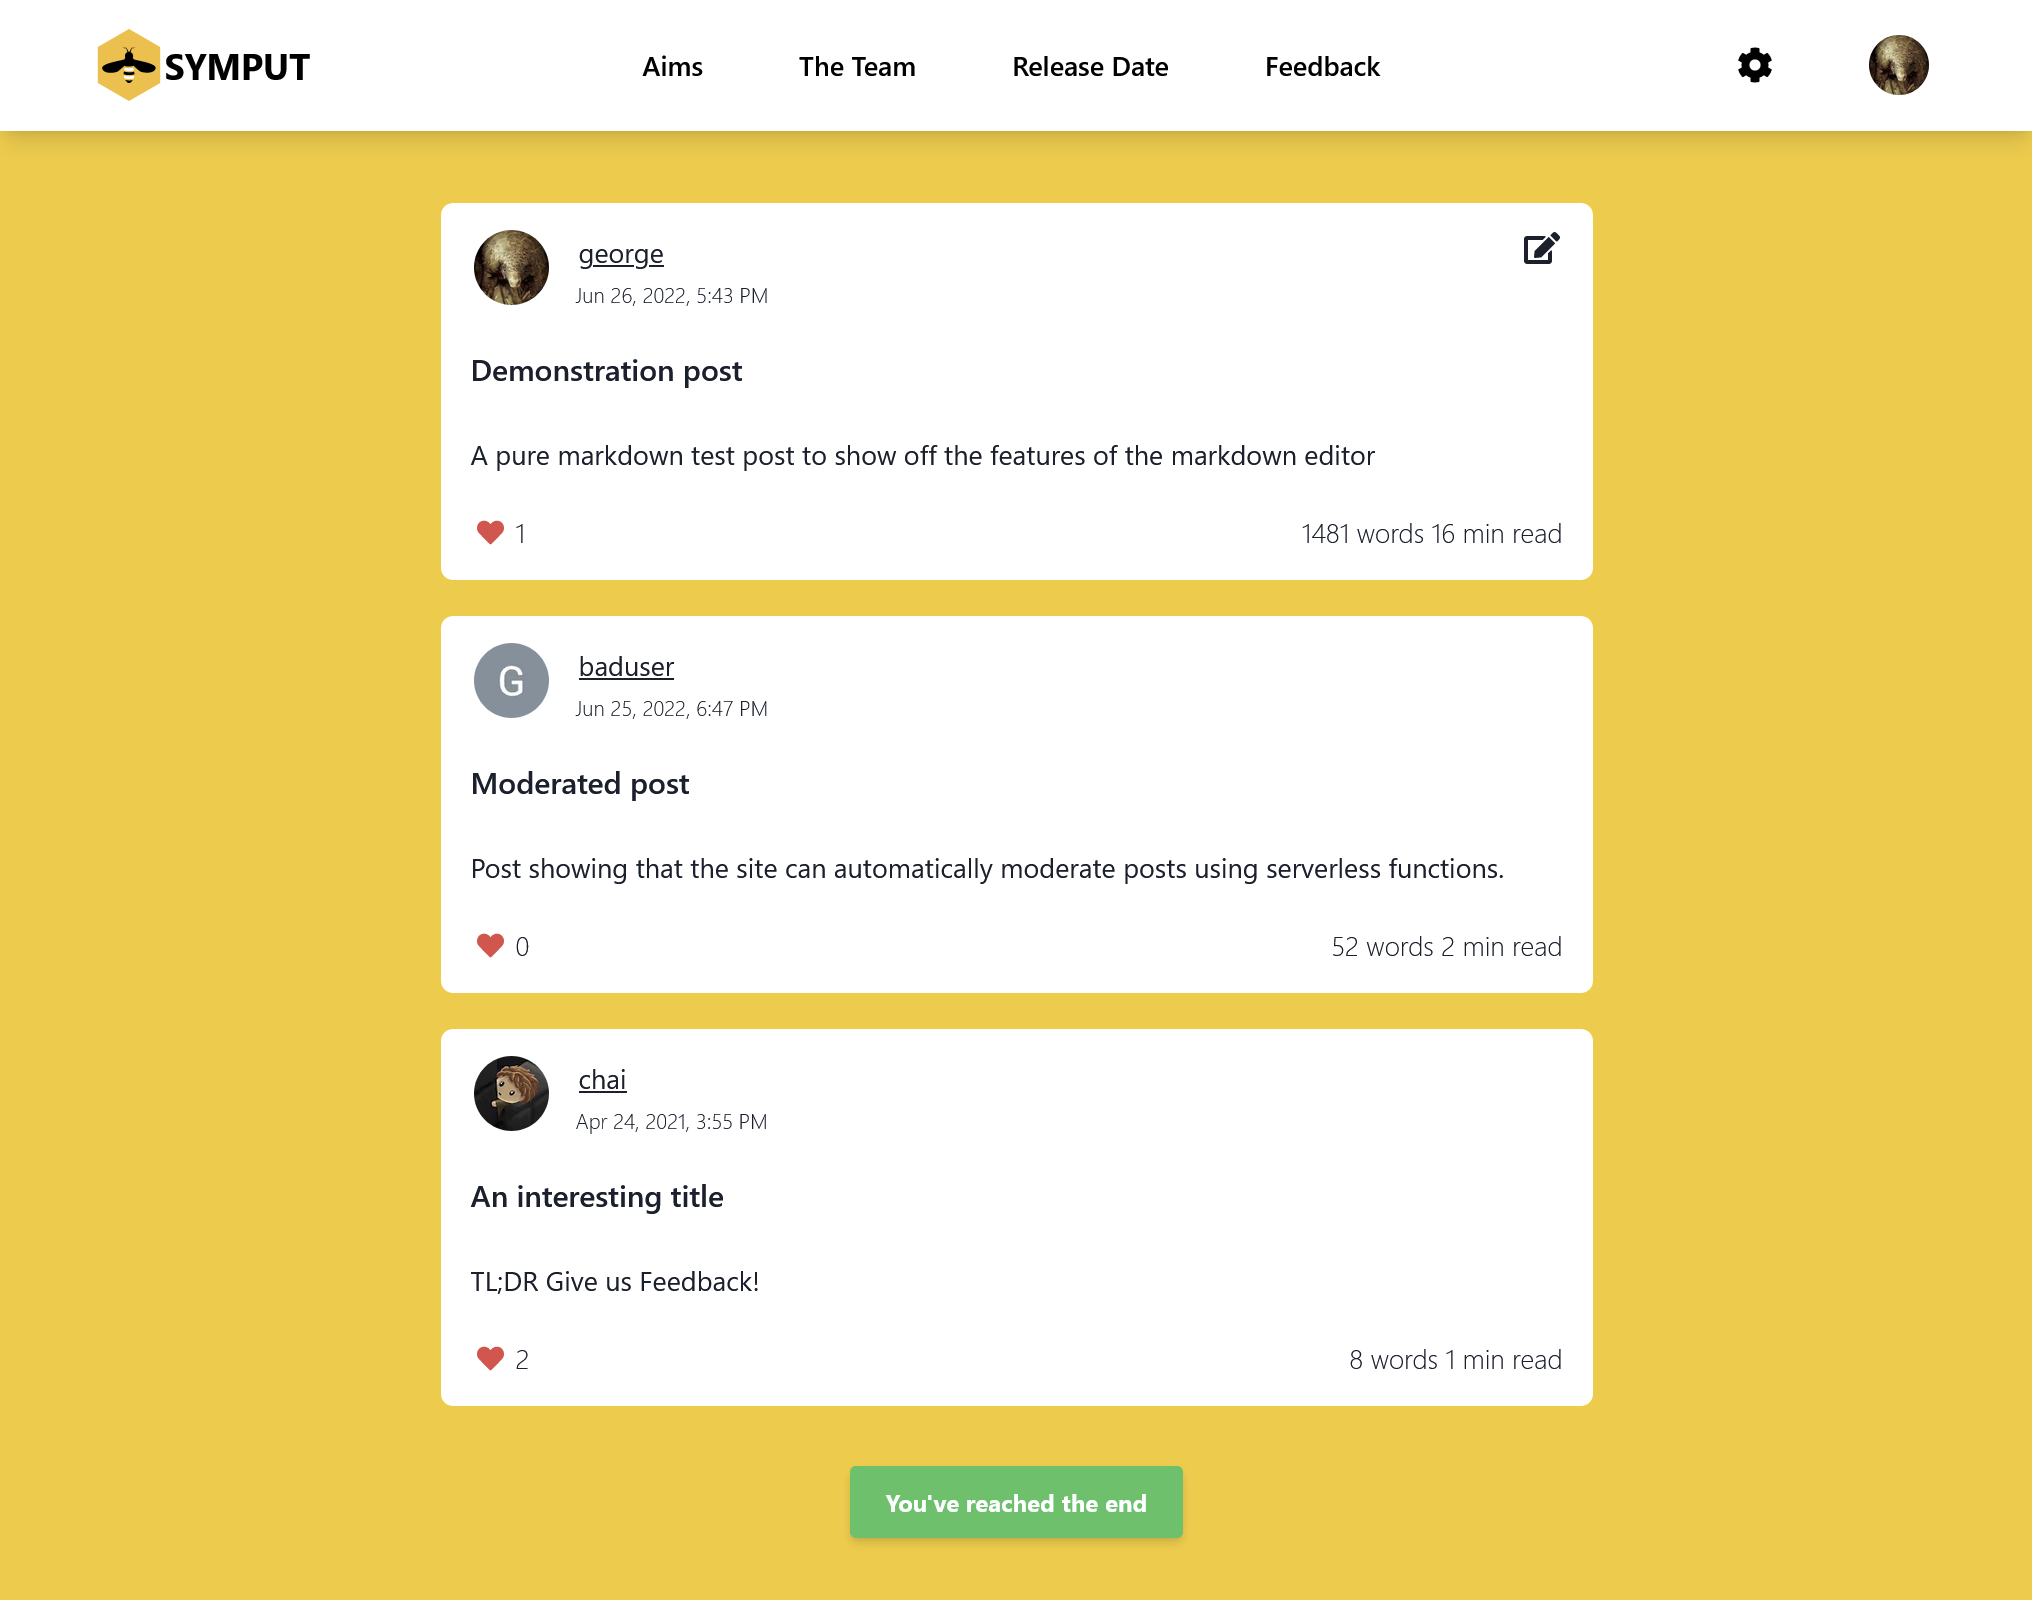 SYMPUT
Aims
The Team
Release Date
Feedback
george
Jun 26, 2022, 5:43 PM
Demonstration post
A pure markdown test post to show off the features of the markdown editor
1
1481 words 16 min read
G
baduser
Jun 25, 2022, 6:47 PM
Moderated post
Post showing that the site can automatically moderate posts using serverless functions.
0
52 words 2 min read
chai
Apr 24, 2021, 3:55 PM
An interesting title
TL;DR Give us Feedback!
2
8 words 1 min read
You've reached the end